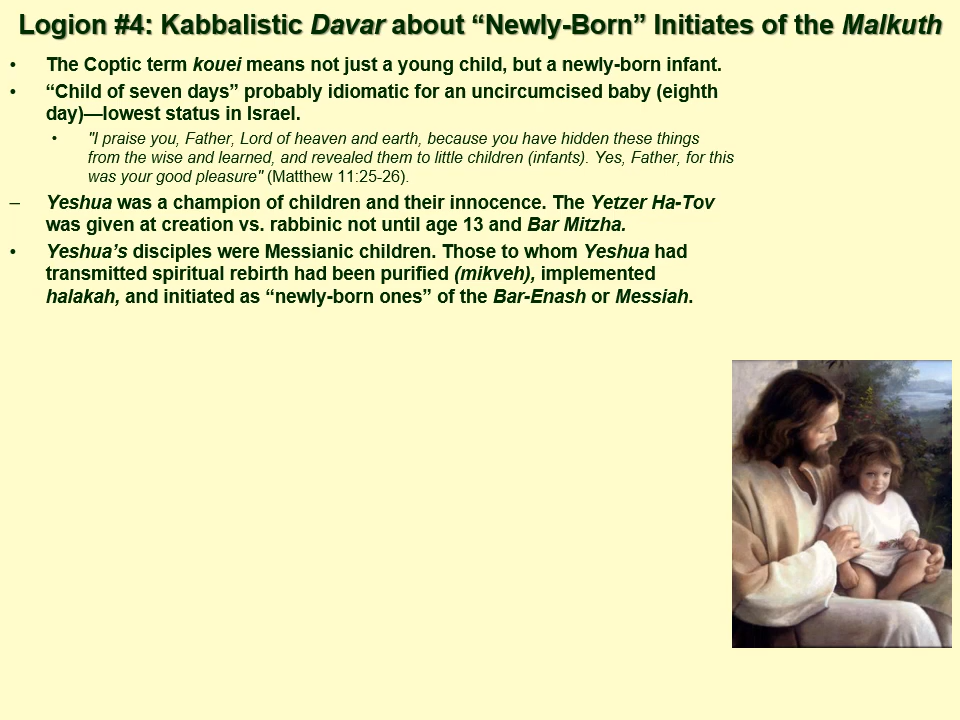 Logion #4: Kabbalistic Davar about “Newly-Born” Initiates of the Malkuth
• The Coptic term kouei means not just a young child, but a newly-born infant.
• “Child of seven days” probably idiomatic for an uncircumcised baby (eighth
day)—lowest status in Israel.
• "I praise you, Father, Lord of heaven and earth, because you have hidden these things
from the wise and learned, and revealed them to little children (infants). Yes, Father, for this
was your good pleasure" (Matthew 11:25-26).
– Yeshua was a champion of children and their innocence. The Yetzer Ha-Tov
was given at creation vs. rabbinic not until age 13 and Bar Mitzha.
• Yeshua’s disciples were Messianic children. Those to whom Yeshua had
transmitted spiritual rebirth had been purified (mikveh), implemented
halakah, and initiated as “newly-born ones” of the Bar-Enash or Messiah.